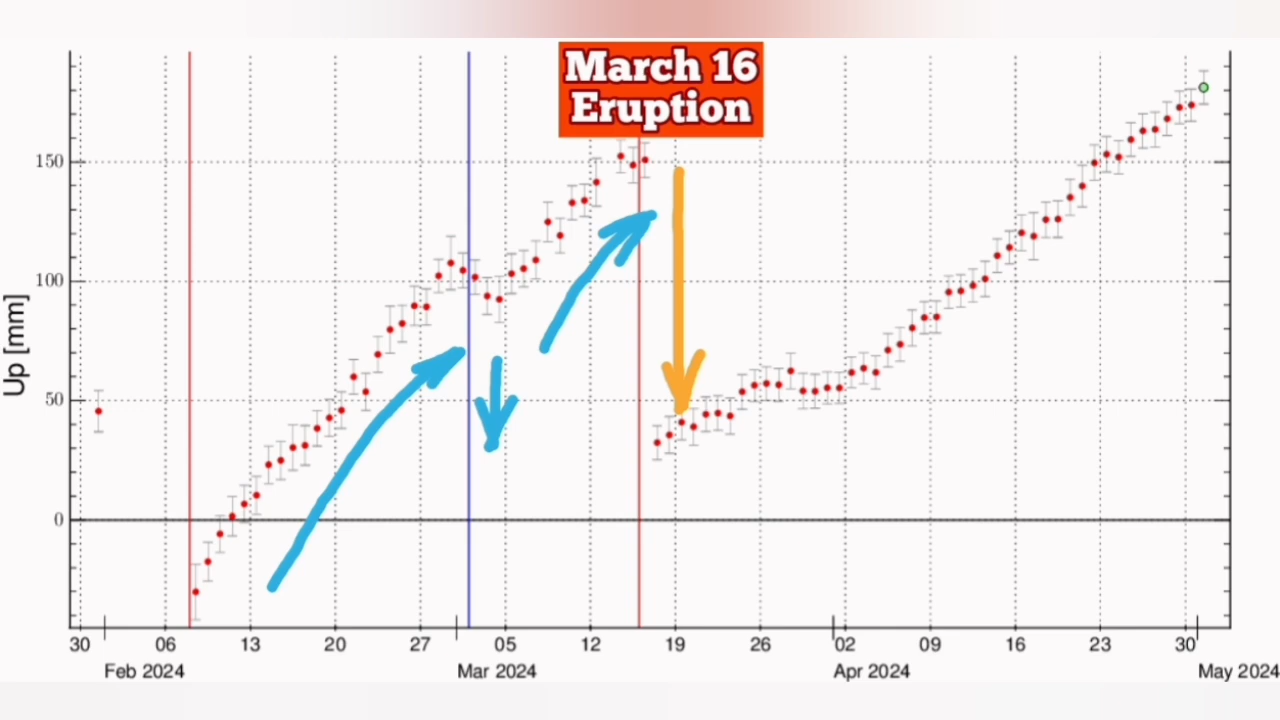 March 16
Eruption
Up [mm]
150
100
50
0
30 06 13 20 27 05 12 19 26 02 09 16 23 30
Feb 2024 Mar 2024 Apr 2024 May 2024